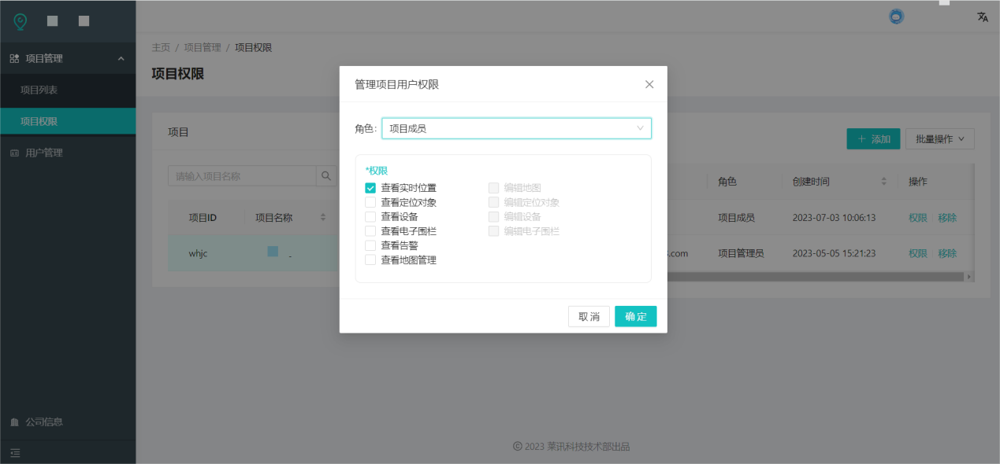 项目管理
项目列表
项目权限
用户管理
公司信息
主页 / 项目管理 / 项目权限
项目权限
项目
请输入项目名称
项目ID 项目名称
whjc -
添加 批量操作
角色 创建时间 操作
项目成员 2023-07-03 10:06:13 权限 移除
.com 项目管理员 2023-05-05 15:21:23 权限 移除
管理项目用户权限
角色: 项目成员
*权限
查看实时位置 编辑地图
查看定位对象 编辑定位对象
查看设备 编辑设备
查看电子围栏 编辑电子围栏
查看告警
查看地图管理
取 消 确 定
© 2023 莱讯科技技术部出品